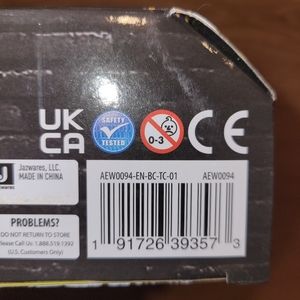 UK
CA
SAFETY
TESTED
0-3
CE
J
Jazwares, LLC.
MADE IN CHINA
AEW0094-EN-BC-TC-01 AEW0094
1 91726 39357 3
PROBLEMS?
DO NOT RETURN TO STORE
Please Call Us: 1.888.519.1392
(U.S. Customers Only)